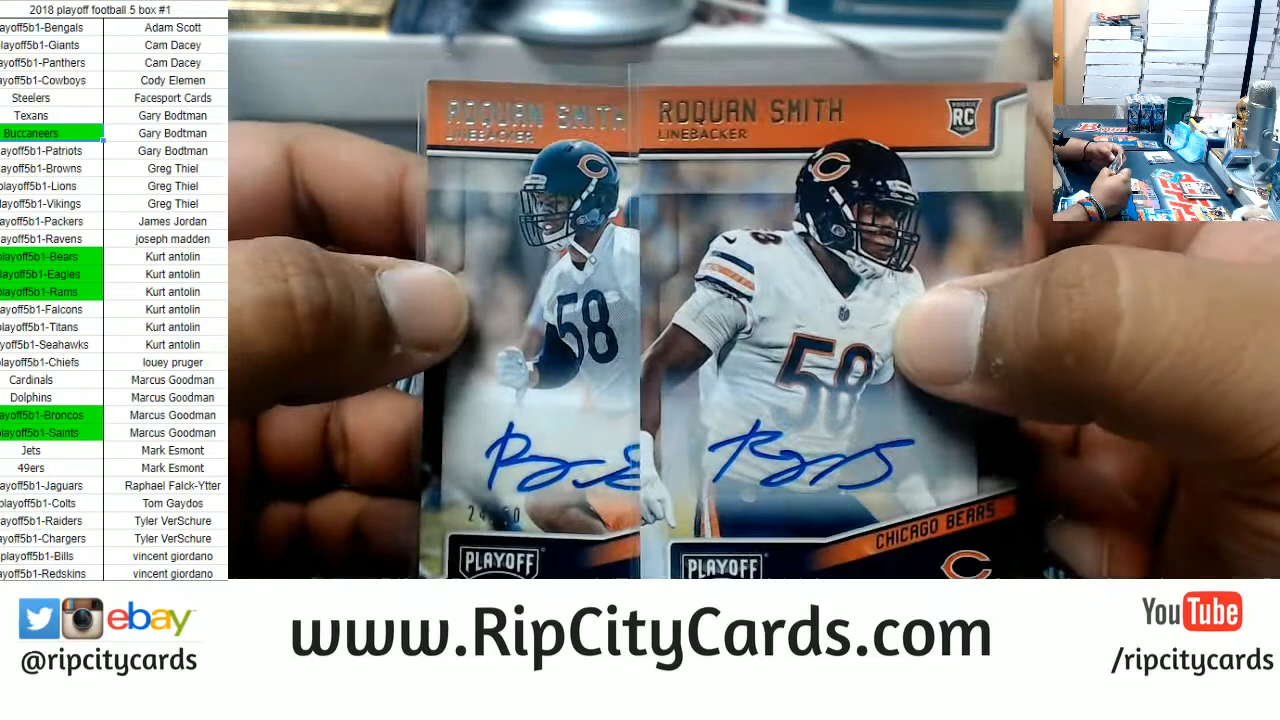 2018 playoff football 5 box #1
ayoff5b1-Bengals Adam Scott
layoff5b1-Giants Cam Dacey
ayoff5b1-Panthers Cam Dacey
yoff5b1-Cowboys Cody Elemen
Steelers Facesport Cards
Texans Gary Bodtman
Buccaneers Gary Bodtman
ayoff5b1-Patriots Gary Bodtman
ayoff5b1-Browns Greg Thiel
playoff5b1-Lions Greg Thiel
layoff5b1-Vikings Greg Thiel
ayoff5b1-Packers James Jordan
ayoff5b1-Ravens joseph madden
layoff5b1-Bears Kurt antolin
layoff5b1-Eagles Kurt antolin
layoff5b1-Rams Kurt antolin
ayoff5b1-Falcons Kurt antolin
layoff5b1-Titans Kurt antolin
yoff5b1-Seahawks Kurt antolin
layoff5b1-Chiefs louey pruger
Cardinals Marcus Goodman
Dolphins Marcus Goodman
ayoff5b1-Broncos Marcus Goodman
playoff5b1-Saints Marcus Goodman
Jets Mark Esmont
49ers Mark Esmont
ayoff5b1-Jaguars Raphael Falck-Ytter
playoff5b1-Colts Tom Gaydos
ayoff5b1-Raiders Tyler VerSchure
yoff5b1-Chargers Tyler VerSchure
playoff5b1-Bills vincent giordano
ayoff5b1-Redskins vincent giordano
ROQUAN SMITH
LINEBACKER
58
PLAYOFF
ROQUAN SMITH
LINEBACKER
ROOKIE
RC
58
CHICAGO BEARS
PLAYOFF
ebay
@ripcitycards
www.RipCityCards.com
YouTube
/ripcitycards